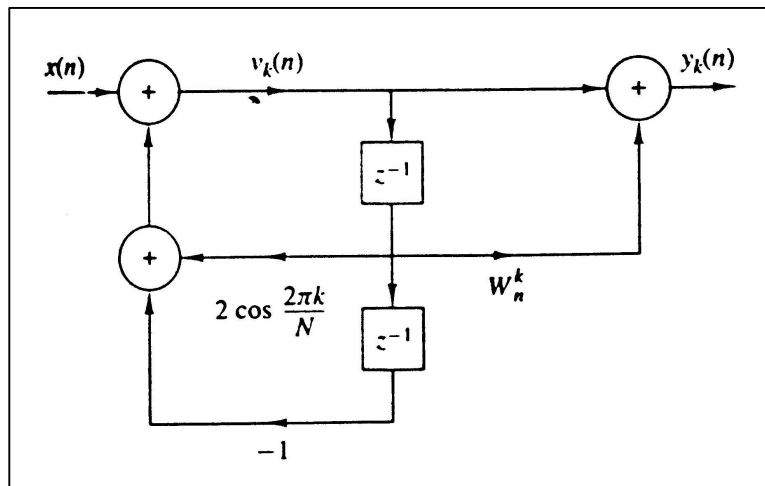 x(n)
+
v_k(n)
+
y_k(n)
z⁻¹
+
W_n^k
2 cos 2πk/N
z⁻¹
−1